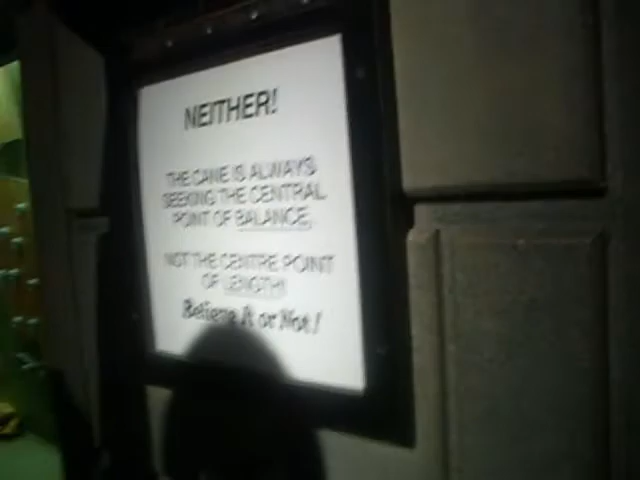 NEITHER!
THE CANE IS ALWAYS
SEEKING THE CENTRAL
POINT OF BALANCE,
NOT THE CENTRE POINT
OF LENGTH!
Believe It or Not!